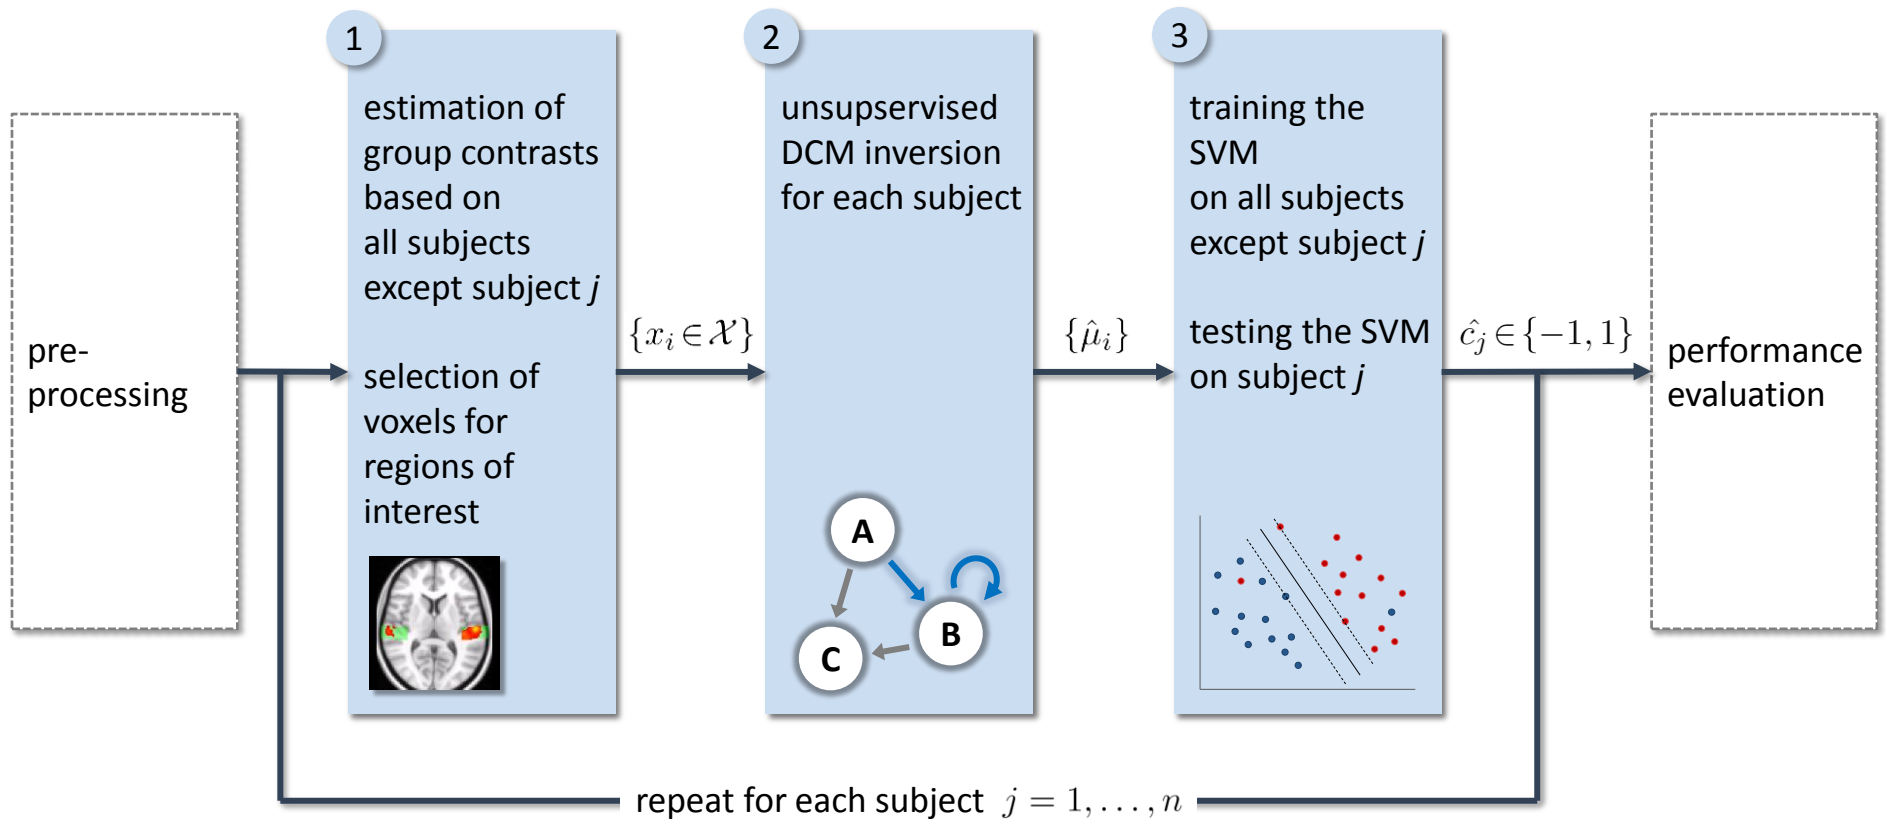 1
2
3
pre-
processing
estimation of
group contrasts
based on
all subjects
except subject j
selection of
voxels for
regions of
interest
{x_i ∈ 𝒳}
unsupservised
DCM inversion
for each subject
A
B
C
{μ̂_i}
training the
SVM
on all subjects
except subject j
testing the SVM
on subject j
ĉ_j ∈ {−1, 1}
performance
evaluation
repeat for each subject j = 1, . . . , n